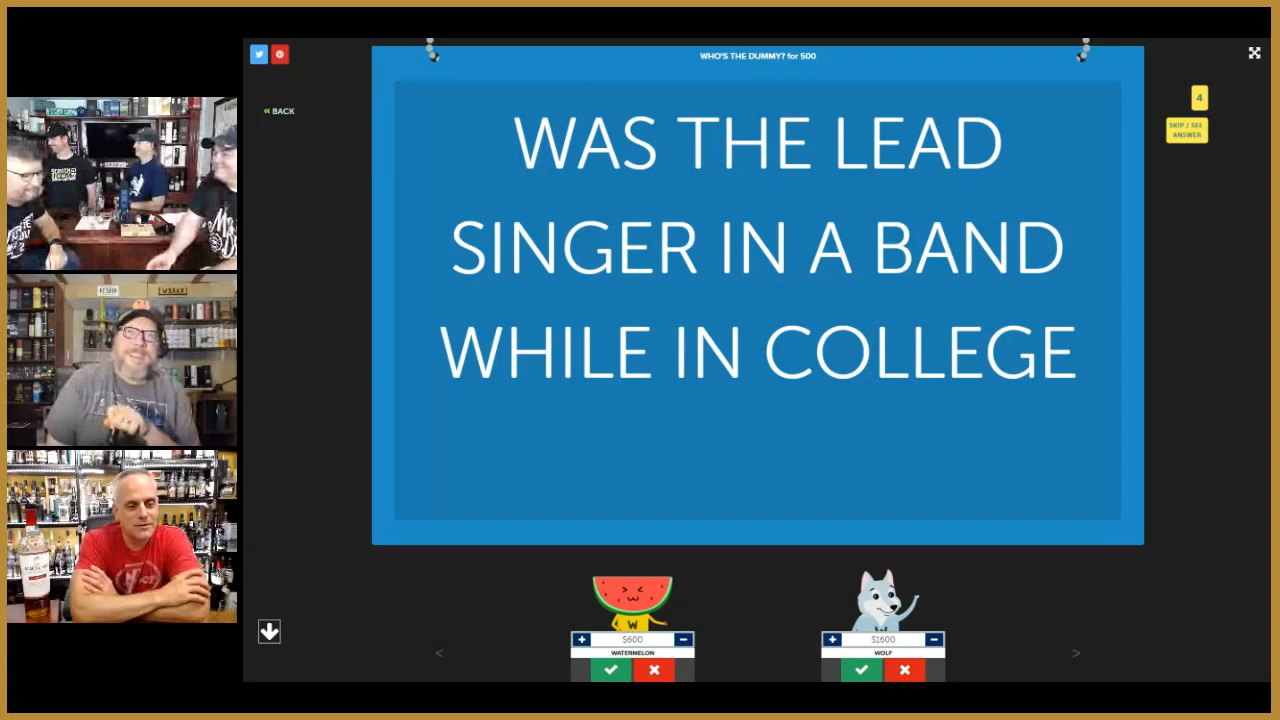 WHO'S THE DUMMY? for 500
« BACK
4
SKIP / SEE
ANSWER
WAS THE LEAD
SINGER IN A BAND
WHILE IN COLLEGE
W
W
+ $600 −
+ $1600 −
WATERMELON
WOLF